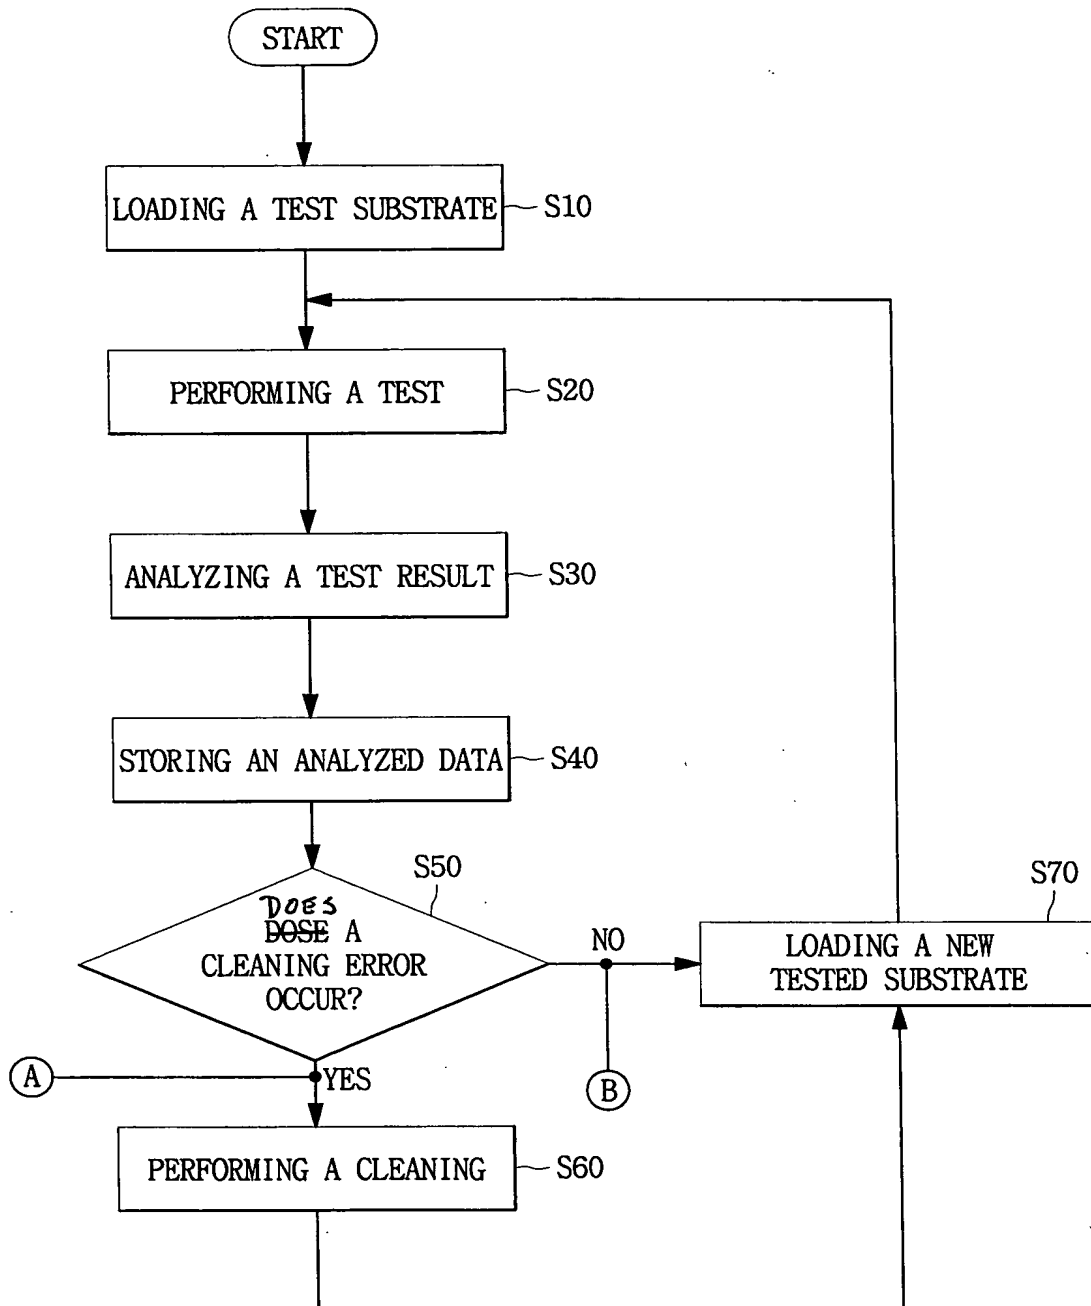 START
LOADING A TEST SUBSTRATE
S10
PERFORMING A TEST
S20
ANALYZING A TEST RESULT
S30
STORING AN ANALYZED DATA
S40
S50
DOES
DOSE A
CLEANING ERROR
OCCUR?
NO
S70
LOADING A NEW
TESTED SUBSTRATE
A
YES
B
PERFORMING A CLEANING
S60